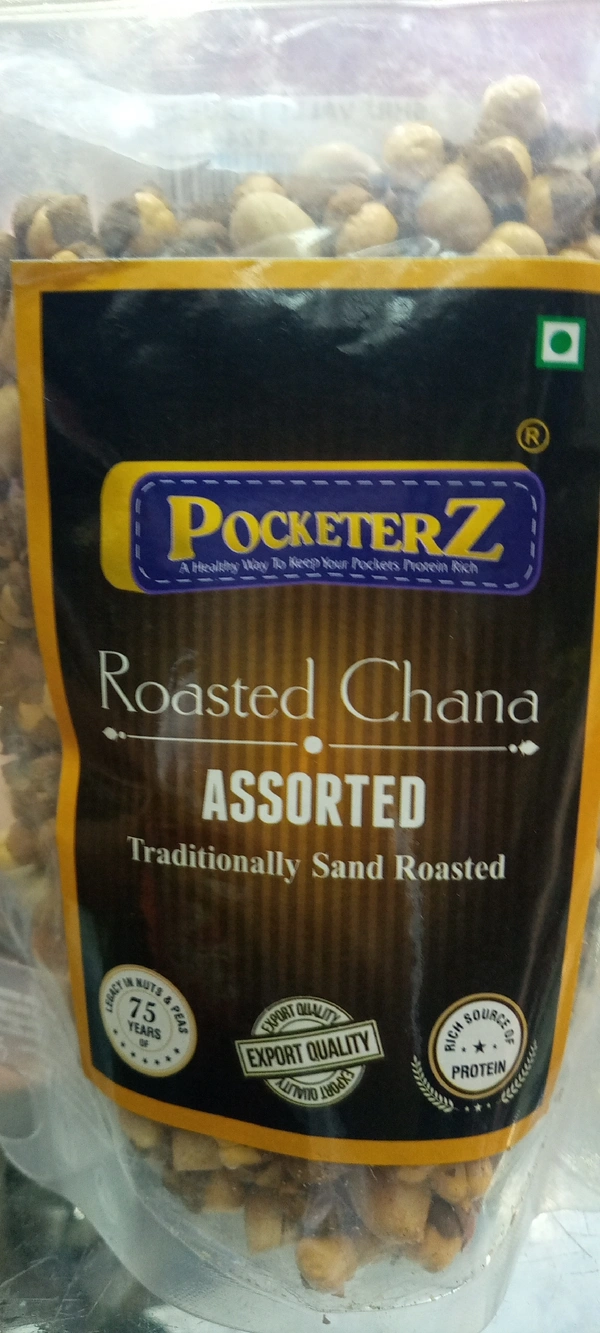 ®
POCKETERZ
A Healthy Way To Keep Your Pockets Protein Rich
Roasted Chana
ASSORTED
Traditionally Sand Roasted
LEGACY IN NUTS & PEAS
75
YEARS
OF
EXPORT QUALITY
EXPORT QUALITY
EXPORT QUALITY
RICH SOURCE OF
PROTEIN